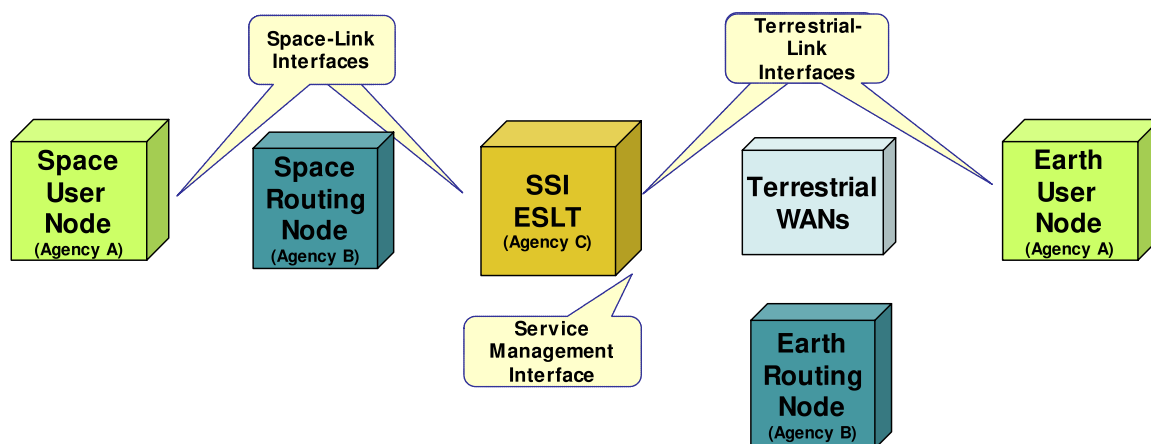 Space-Link
Interfaces
Terrestrial-
Link
Interfaces
Space
User
Node
(Agency A)
Space
Routing
Node
(Agency B)
SSI
ESLT
(Agency C)
Terrestrial
WANs
Earth
User
Node
(Agency A)
Service
Management
Interface
Earth
Routing
Node
(Agency B)